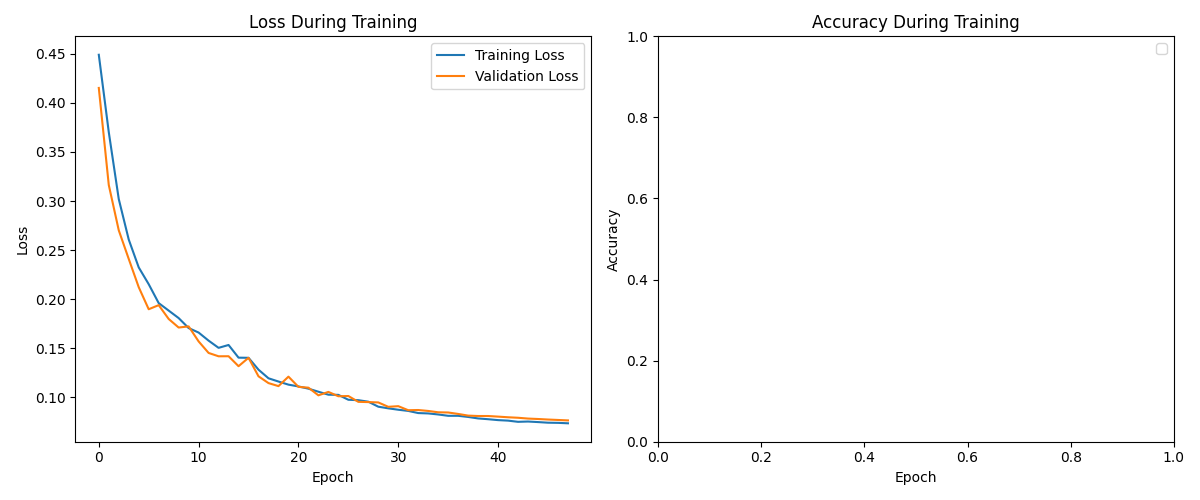 Loss During Training
0.45
0.40
0.35
0.30
0.25
0.20
0.15
0.10
Loss
0 10 20 30 40
Epoch
Training Loss
Validation Loss
Accuracy During Training
1.0
0.8
0.6
0.4
0.2
0.0
Accuracy
0.0 0.2 0.4 0.6 0.8 1.0
Epoch